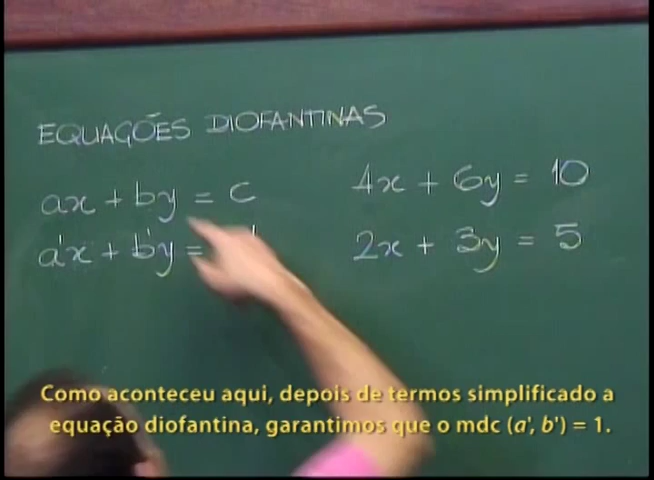 EQUAÇÕES DIOFANTINAS
ax + by = c
a'x + b'y = '
4x + 6y = 10
2x + 3y = 5
Como aconteceu aqui, depois de termos simplificado a
equação diofantina, garantimos que o mdc (a', b') = 1.